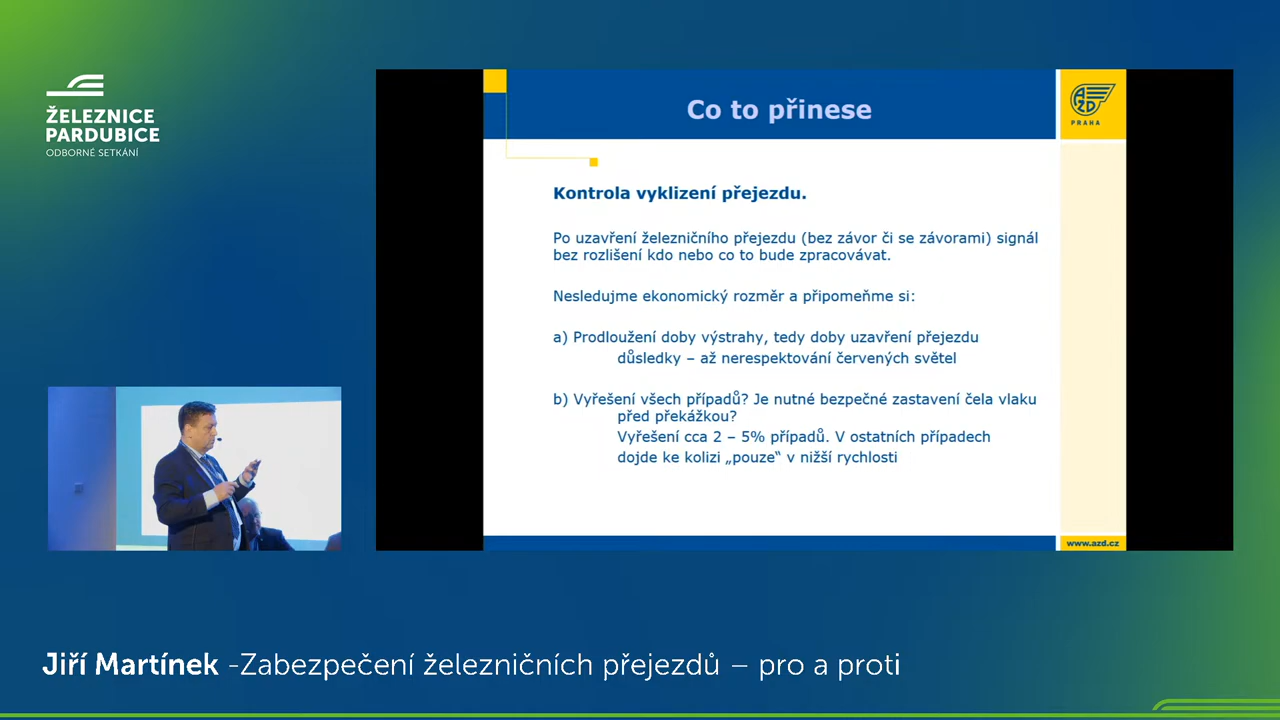 ŽELEZNICE
PARDUBICE
ODBORNÉ SETKÁNÍ
Co to přinese
AŽD
PRAHA
Kontrola vyklizení přejezdu.
Po uzavření železničního přejezdu (bez závor či se závorami) signál
bez rozlišení kdo nebo co to bude zpracovávat.
Nesledujme ekonomický rozměr a připomeňme si:
a) Prodloužení doby výstrahy, tedy doby uzavření přejezdu
důsledky – až nerespektování červených světel
b) Vyřešení všech případů? Je nutné bezpečné zastavení čela vlaku
před překážkou?
Vyřešení cca 2 – 5% případů. V ostatních případech
dojde ke kolizi „pouze“ v nižší rychlosti
www.azd.cz
Jiří Martínek -Zabezpečení železničních přejezdů – pro a proti